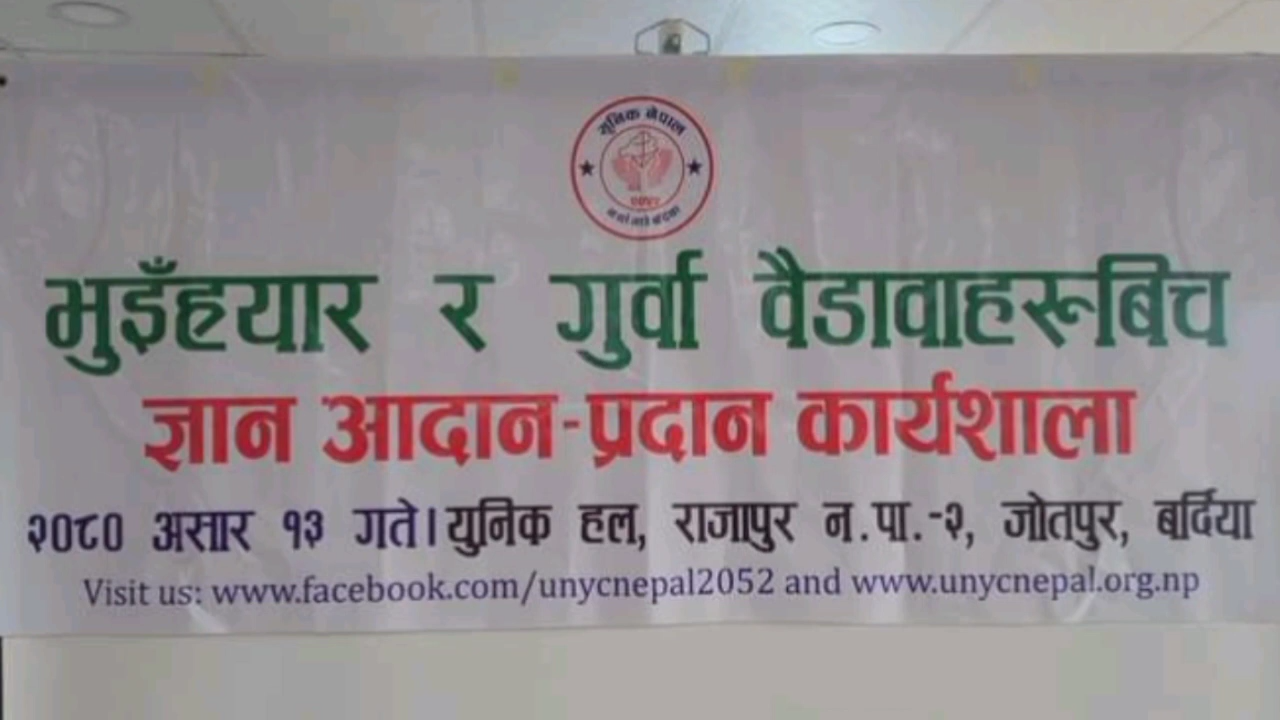 युनिक नेपाल
भुइँह्रयार र गुर्वा वैडावाहरूबिच
ज्ञान आदान-प्रदान कार्यशाला
२०८० असार १३ गते। युनिक हल, राजापुर न.पा.-२, जोतपुर, बर्दिया
Visit us: www.facebook.com/unycnepal2052 and www.unycnepal.org.np